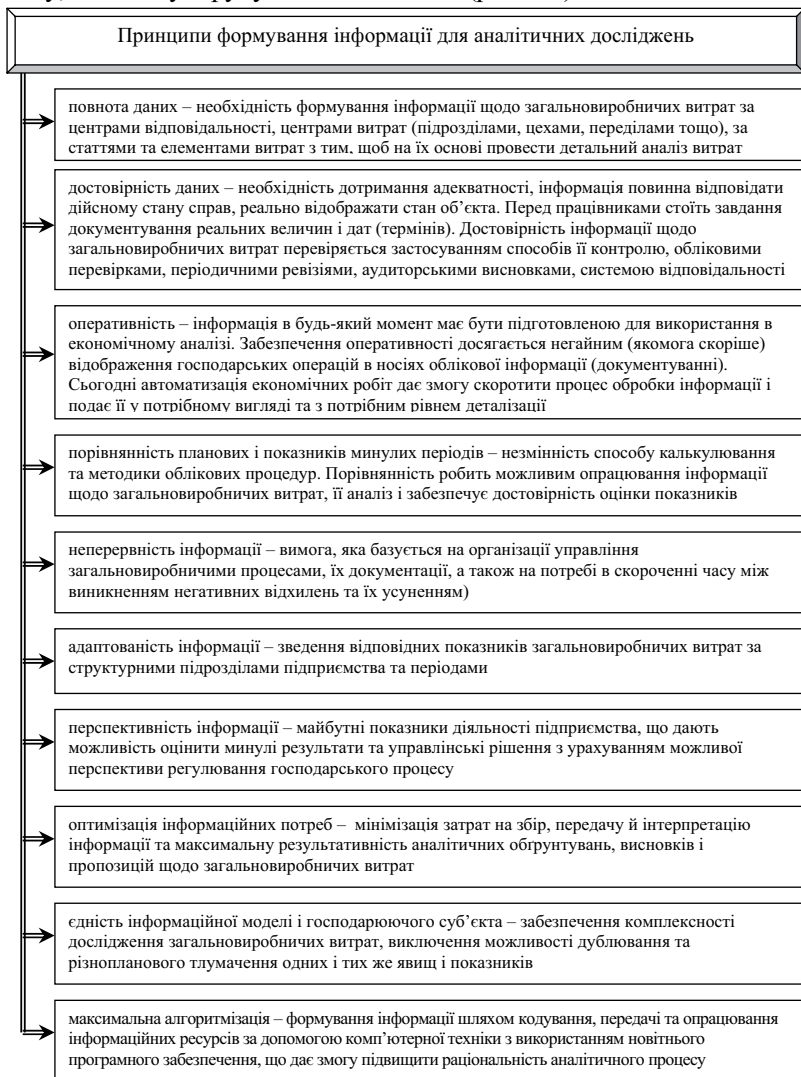 Принципи формування інформації для аналітичних досліджень
повнота даних – необхідність формування інформації щодо загальновиробничих витрат за
центрами відповідальності, центрами витрат (підрозділами, цехами, переділами тощо), за
статтями та елементами витрат з тим, щоб на їх основі провести детальний аналіз витрат
достовірність даних – необхідність дотримання адекватності, інформація повинна відповідати
дійсному стану справ, реально відображати стан об’єкта. Перед працівниками стоїть завдання
документування реальних величин і дат (термінів). Достовірність інформації щодо
загальновиробничих витрат перевіряється застосуванням способів її контролю, обліковими
перевірками, періодичними ревізіями, аудиторськими висновками, системою відповідальності
оперативність – інформація в будь-який момент має бути підготовленою для використання в
економічному аналізі. Забезпечення оперативності досягається негайним (якомога скоріше)
відображення господарських операцій в носіях облікової інформації (документуванні).
Сьогодні автоматизація економічних робіт дає змогу скоротити процес обробки інформації і
подає її у потрібному вигляді та з потрібним рівнем деталізації
порівнянність планових і показників минулих періодів – незмінність способу калькулювання
та методики облікових процедур. Порівнянність робить можливим опрацювання інформації
щодо загальновиробничих витрат, її аналіз і забезпечує достовірність оцінки показників
неперервність інформації – вимога, яка базується на організації управління
загальновиробничими процесами, їх документації, а також на потребі в скороченні часу між
виникненням негативних відхилень та їх усуненням)
адаптованість інформації – зведення відповідних показників загальновиробничих витрат за
структурними підрозділами підприємства та періодами
перспективність інформації – майбутні показники діяльності підприємства, що дають
можливість оцінити минулі результати та управлінські рішення з урахуванням можливої
перспективи регулювання господарського процесу
оптимізація інформаційних потреб – мінімізація затрат на збір, передачу й інтерпретацію
інформації та максимальну результативність аналітичних обґрунтувань, висновків і
пропозицій щодо загальновиробничих витрат
єдність інформаційної моделі і господарюючого суб’єкта – забезпечення комплексності
дослідження загальновиробничих витрат, виключення можливості дублювання та
різнопланового тлумачення одних і тих же явищ і показників
максимальна алгоритмізація – формування інформації шляхом кодування, передачі та опрацювання
інформаційних ресурсів за допомогою комп’ютерної техніки з використанням новітнього
програмного забезпечення, що дає змогу підвищити раціональність аналітичного процесу